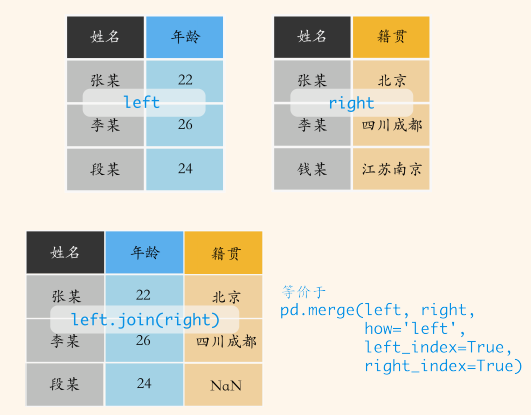 姓名 年龄
张某 22
left
李某 26
段某 24
姓名 籍贯
张某 北京
right
李某 四川成都
钱某 江苏南京
姓名 年龄 籍贯
张某 22 北京
left.join(right)
李某 26 四川成都
段某 24 NaN
等价于
pd.merge(left, right,
how='left',
left_index=True,
right_index=True)